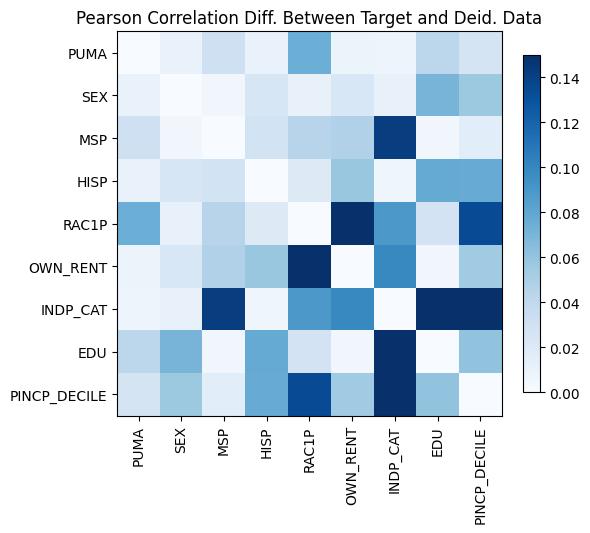 Pearson Correlation Diff. Between Target and Deid. Data
PUMA
SEX
MSP
HISP
RAC1P
OWN_RENT
INDP_CAT
EDU
PINCP_DECILE
PUMA
SEX
MSP
HISP
RAC1P
OWN_RENT
INDP_CAT
EDU
PINCP_DECILE
0.14
0.12
0.10
0.08
0.06
0.04
0.02
0.00